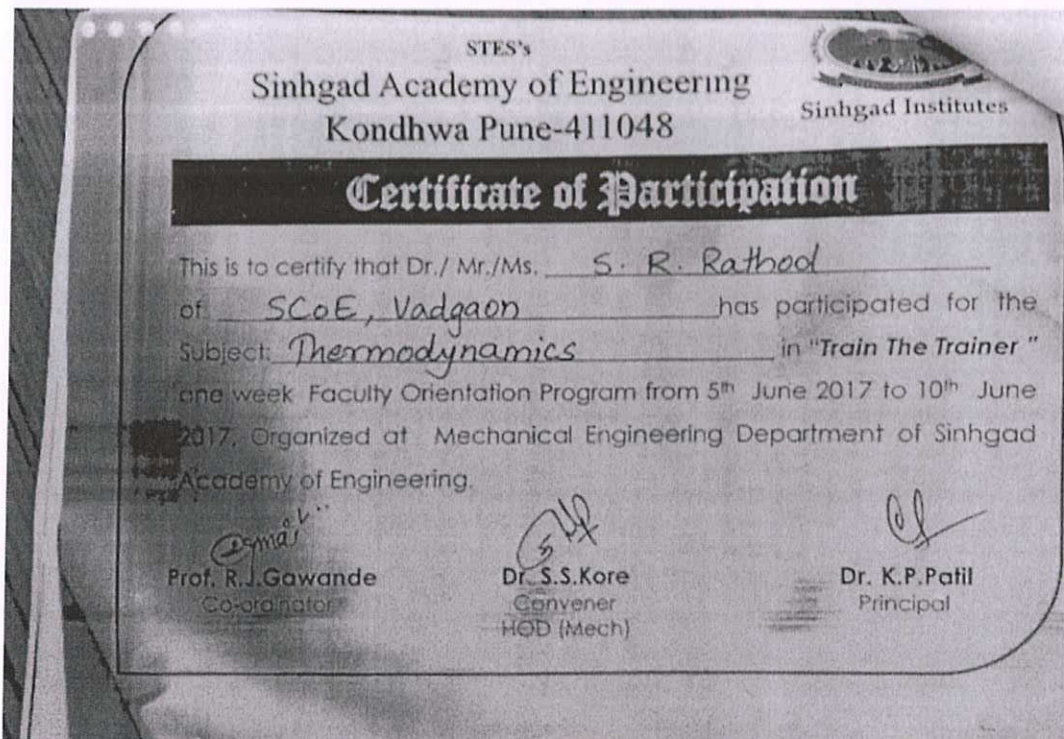 STES's
Sinhgad Academy of Engineering
Kondhwa Pune-411048
Sinhgad Institutes
Certificate of Participation
This is to certify that Dr./ Mr./Ms. S. R. Rathod
of SCoE, Vadgaon has participated for the
Subject: Thermodynamics in "Train The Trainer "
one week Faculty Orientation Program from 5th June 2017 to 10th June
2017. Organized at Mechanical Engineering Department of Sinhgad
Academy of Engineering.
Prof. R.J.Gawande Dr. S.S.Kore Dr. K.P.Patil
Co-ordinator Convener Principal
HOD (Mech)